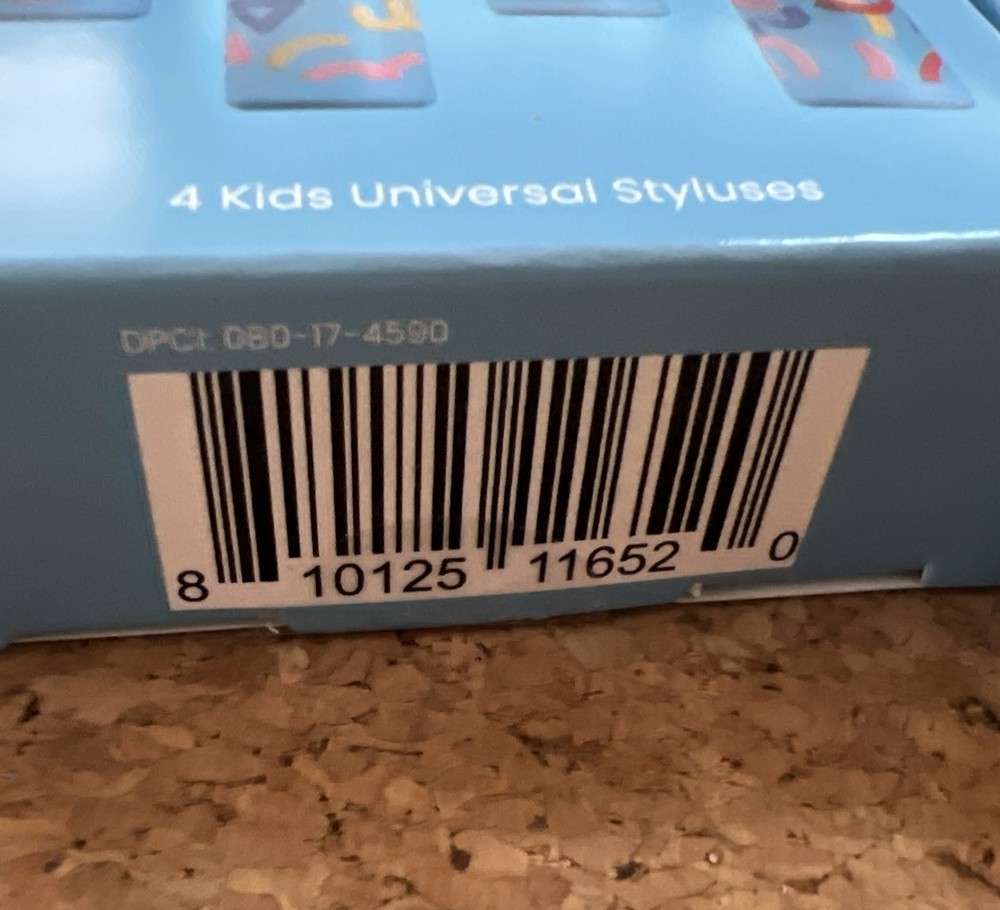 4 Kids Universal Styluses
DPCI: 080-17-4590
8 10125 11652 0